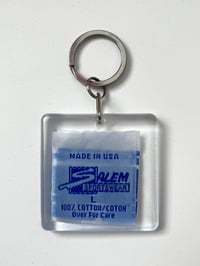 MADE IN USA
SALEM
SPORTSWEAR
L
100% COTTON/COTON
Over For Care